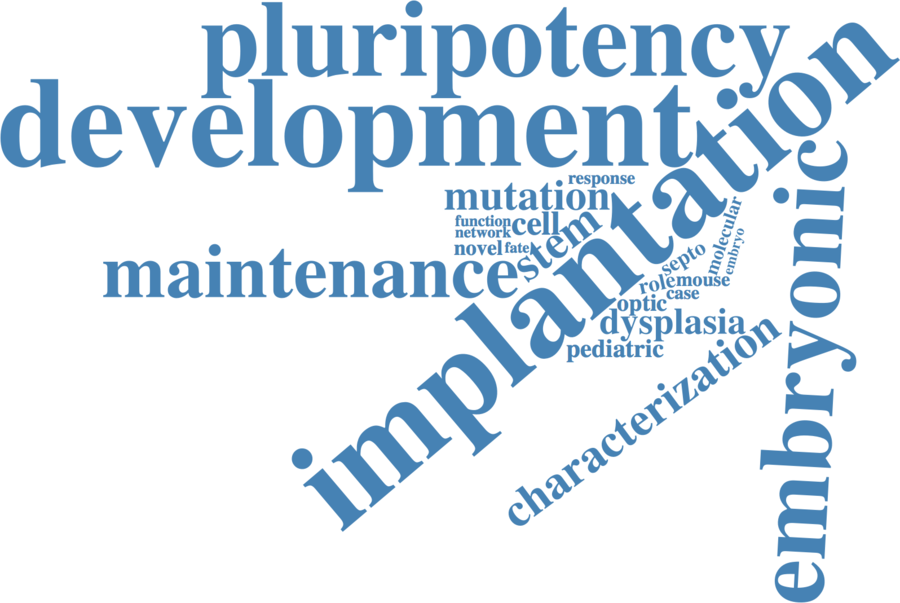 pluripotency
development
implantation
embryonic
response
mutation
function
cell
network
stem
novel
fate
maintenance
molecular
embryo
septo
role
mouse
case
optic
dysplasia
pediatric
characterization